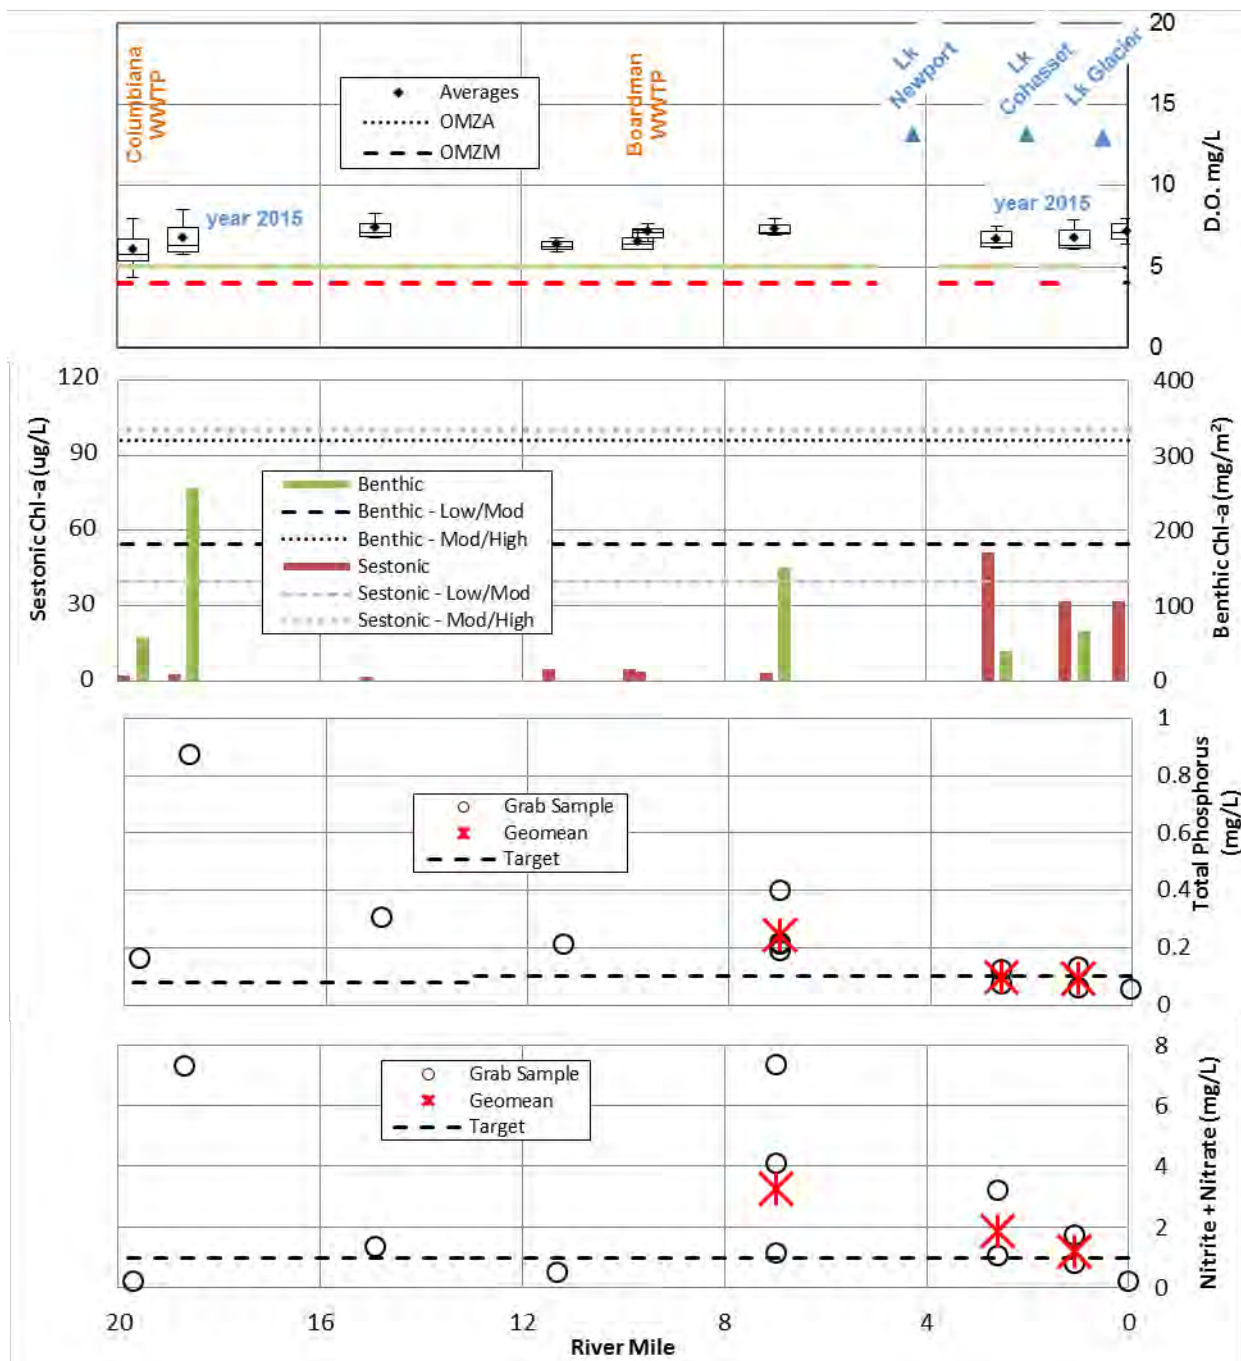 Columbiana
WWTP
Boardman
WWTP
Lk
Newport
Lk
Cohasset
Lk Glacier
Averages
OMZA
OMZM
year 2015
year 2015
20
15
10
5
0
D.O. mg/L
120
90
60
30
0
Sestonic Chl-a (ug/L)
Benthic
Benthic - Low/Mod
Benthic - Mod/High
Sestonic
Sestonic - Low/Mod
Sestonic - Mod/High
400
300
200
100
0
Benthic Chl-a (mg/m²)
Grab Sample
Geomean
Target
1
0.8
0.6
0.4
0.2
0
Total Phosphorus
(mg/L)
Grab Sample
Geomean
Target
8
6
4
2
0
Nitrite + Nitrate (mg/L)
20
16
12
8
4
0
River Mile